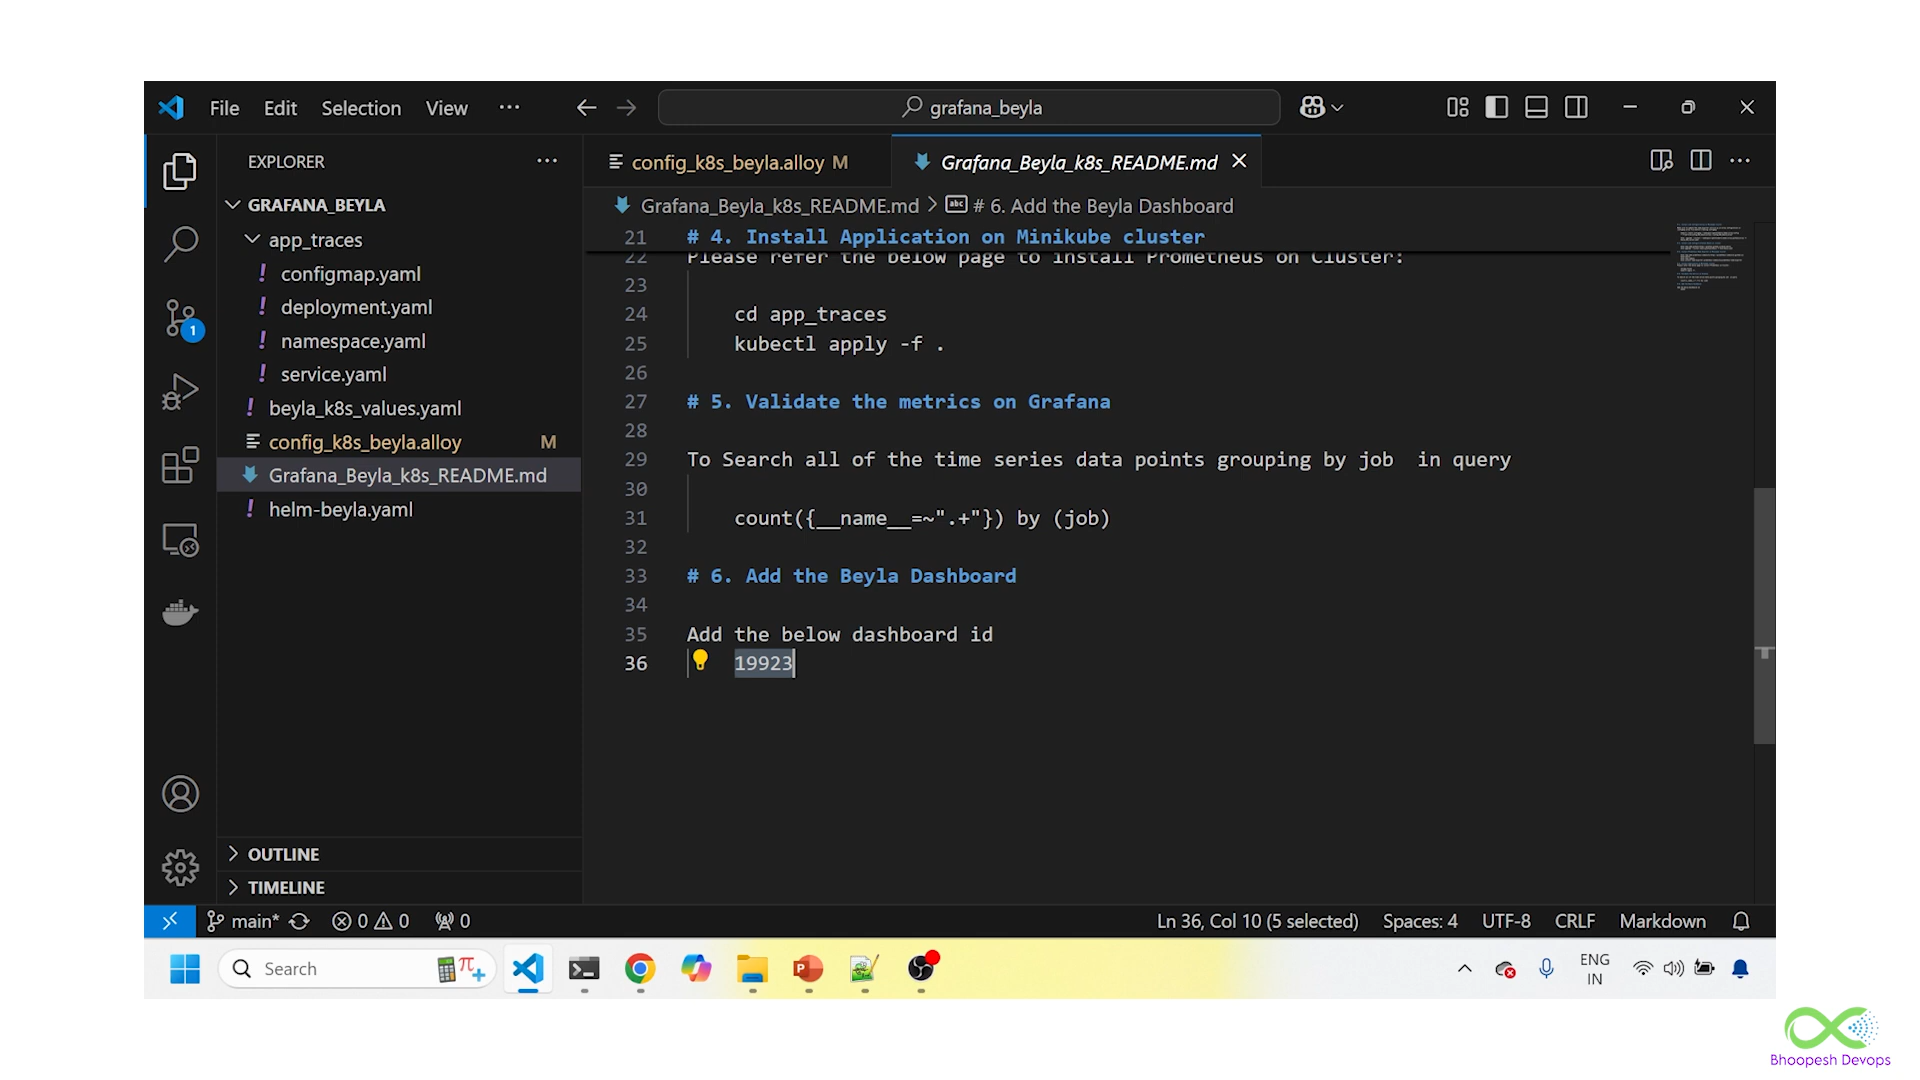 File Edit Selection View ··· grafana_beyla
EXPLORER ···
config_k8s_beyla.alloy M
Grafana_Beyla_k8s_README.md
GRAFANA_BEYLA
app_traces
configmap.yaml
deployment.yaml
namespace.yaml
service.yaml
beyla_k8s_values.yaml
config_k8s_beyla.alloy M
Grafana_Beyla_k8s_README.md
helm-beyla.yaml
OUTLINE
TIMELINE
Grafana_Beyla_k8s_README.md > abc # 6. Add the Beyla Dashboard
21 # 4. Install Application on Minikube cluster
22 Please refer the below page to install Prometheus on Cluster:
23
24 cd app_traces
25 kubectl apply -f .
26
27 # 5. Validate the metrics on Grafana
28
29 To Search all of the time series data points grouping by job  in query
30
31 count({__name__=~".+"}) by (job)
32
33 # 6. Add the Beyla Dashboard
34
35 Add the below dashboard id
36 19923
1
main* 0 0 0
Ln 36, Col 10 (5 selected) Spaces: 4 UTF-8 CRLF Markdown
Search
ENG
IN
Bhoopesh Devops